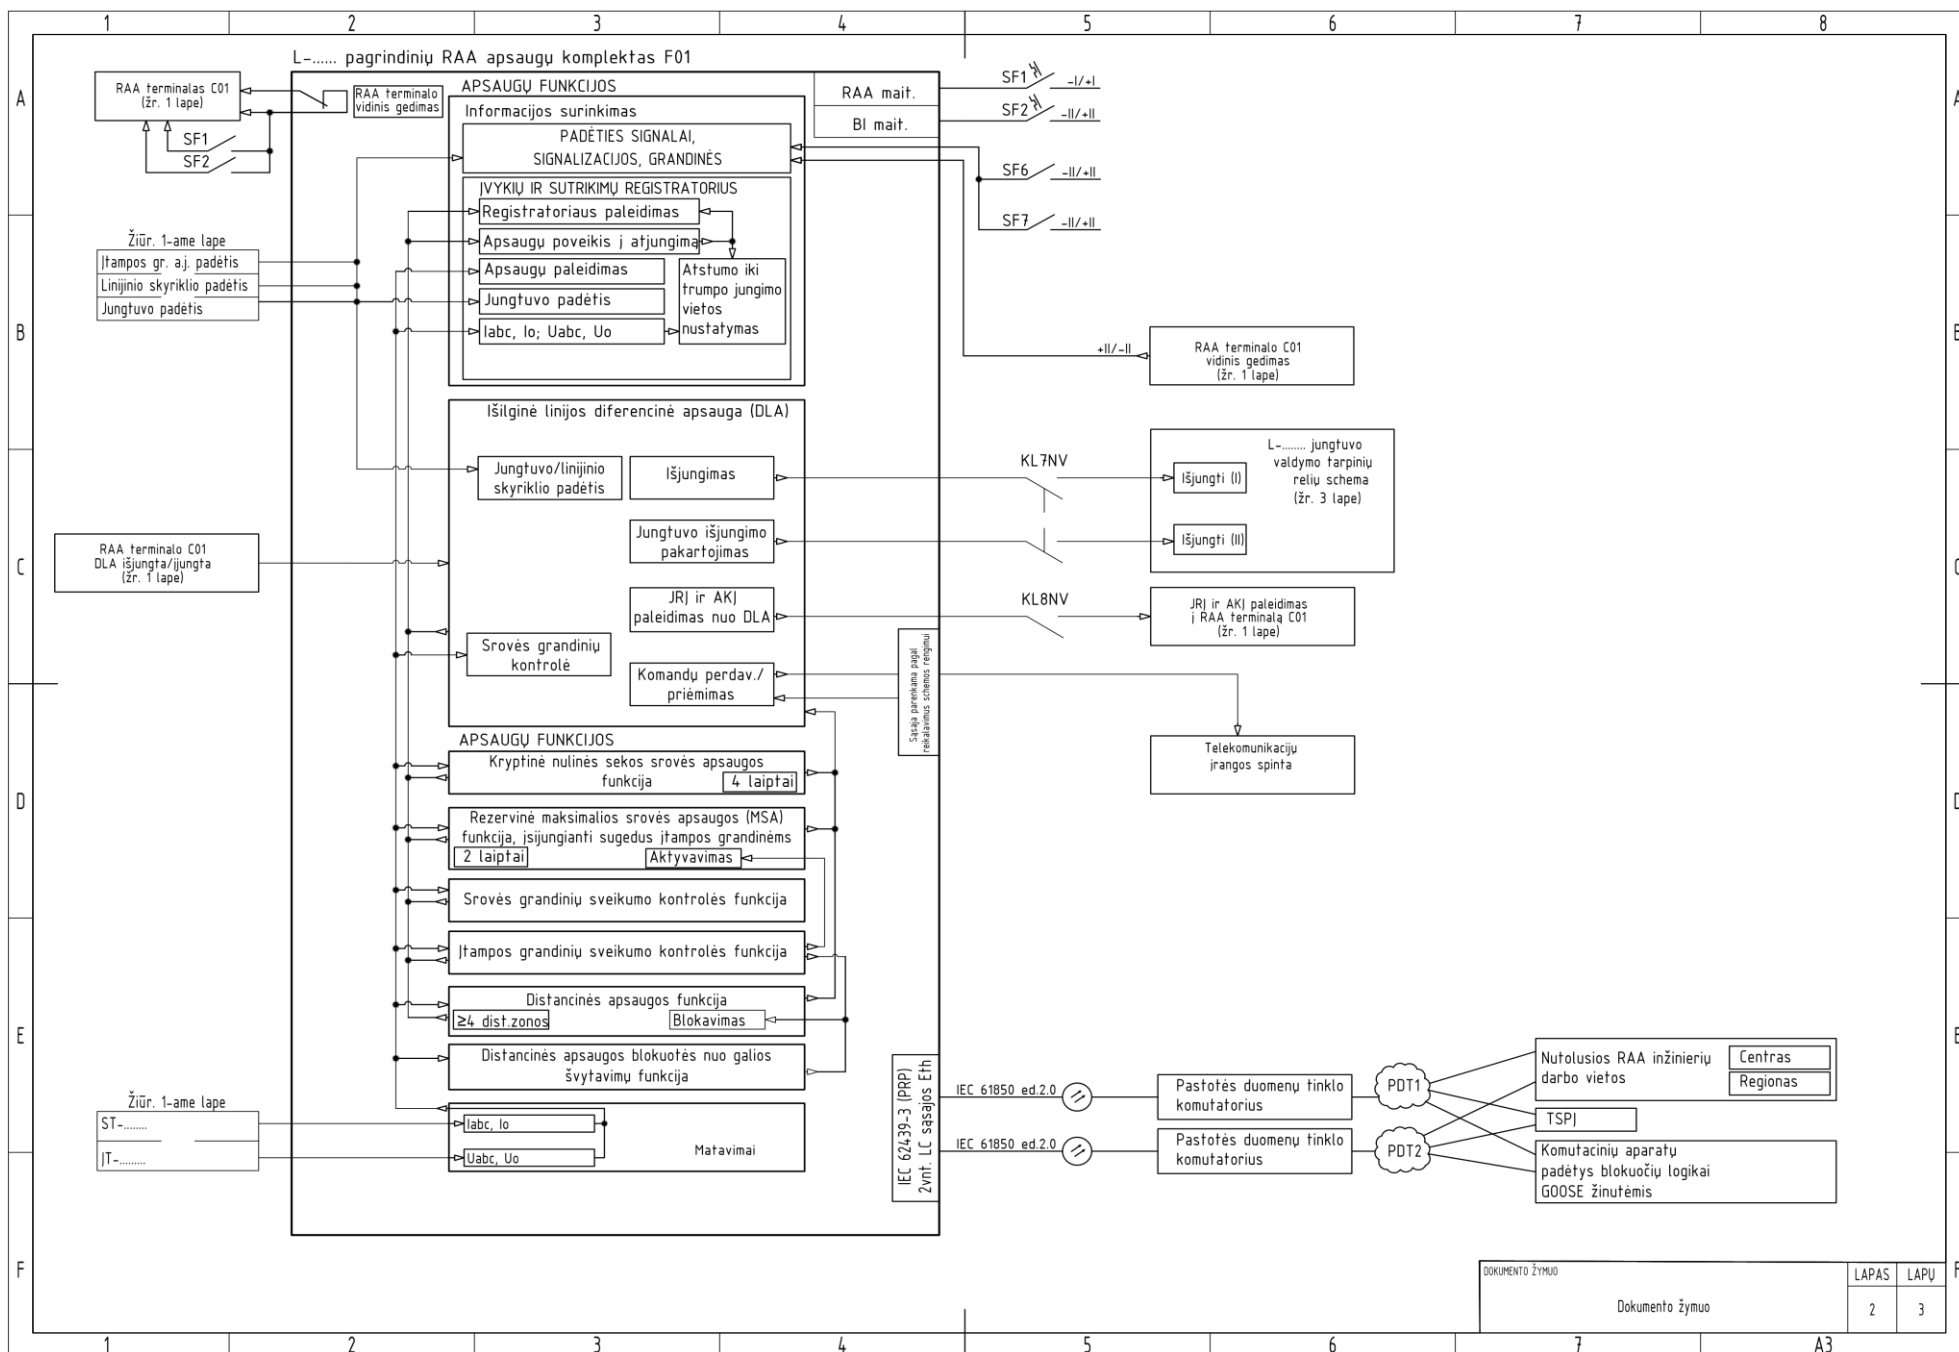 1 2 3 4 5 6 7 8
L-...... pagrindinių RAA apsaugų komplektas F01
A
A
RAA terminalas C01
(žr. 1 lape)
SF1
SF2
RAA terminalo
vidinis gedimas
APSAUGŲ FUNKCIJOS
Informacijos surinkimas
PADĖTIES SIGNALAI,
SIGNALIZACIJOS, GRANDINĖS
ĮVYKIŲ IR SUTRIKIMŲ REGISTRATORIUS
Registratoriaus paleidimas
Apsaugų poveikis į atjungimą
Apsaugų paleidimas
Jungtuvo padėtis
Iabc, Io; Uabc, Uo
Atstumo iki
trumpo jungimo
vietos
nustatymas
RAA mait.
BI mait.
SF1
-I/+I
SF2
-II/+II
SF6
-II/+II
SF7
-II/+II
Žiūr. 1-ame lape
Įtampos gr. a.j. padėtis
Linijinio skyriklio padėtis
Jungtuvo padėtis
B
B
+II/-II
RAA terminalo C01
vidinis gedimas
(žr. 1 lape)
Išilginė linijos diferencinė apsauga (DLA)
Jungtuvo/linijinio
skyriklio padėtis
Išjungimas
Jungtuvo išjungimo
pakartojimas
JRĮ ir AKĮ
paleidimas nuo DLA
Srovės grandinių
kontrolė
Komandų perdav./
priėmimas
KL7NV
Išjungti (I)
L-........ jungtuvo
valdymo tarpinių
relių schema
(žr. 3 lape)
Išjungti (II)
C
C
RAA terminalo C01
DLA išjungta/įjungta
(žr. 1 lape)
KL8NV
JRĮ ir AKĮ paleidimas
į RAA terminalą C01
(žr. 1 lape)
Sąsaja parenkama pagal
reikalavimus schemos rengimui
Telekomunikacijų
įrangos spinta
D
D
APSAUGŲ FUNKCIJOS
Kryptinė nulinės sekos srovės apsaugos
funkcija
4 laiptai
Rezervinė maksimalios srovės apsaugos (MSA)
funkcija, įsijungianti sugedus įtampos grandinėms
2 laiptai
Aktyvavimas
Srovės grandinių sveikumo kontrolės funkcija
Įtampos grandinių sveikumo kontrolės funkcija
Distancinės apsaugos funkcija
≥4 dist.zonos
Blokavimas
Distancinės apsaugos blokuotės nuo galios
švytavimų funkcija
E
E
Žiūr. 1-ame lape
ST-........
ĮT-.........
Iabc, Io
Uabc, Uo
Matavimai
IEC 62439-3 (PRP)
2vnt. LC sąsajos Eth
IEC 61850 ed.2.0
Pastotės duomenų tinklo
komutatorius
PDT1
IEC 61850 ed.2.0
Pastotės duomenų tinklo
komutatorius
PDT2
Nutolusios RAA inžinierių
darbo vietos
Centras
Regionas
TSPĮ
Komutacinių aparatų
padėtys blokuočių logikai
GOOSE žinutėmis
F
F
DOKUMENTO ŽYMUO
Dokumento žymuo
LAPAS
LAPŲ
2
3
1 2 3 4 5 6 7 A3